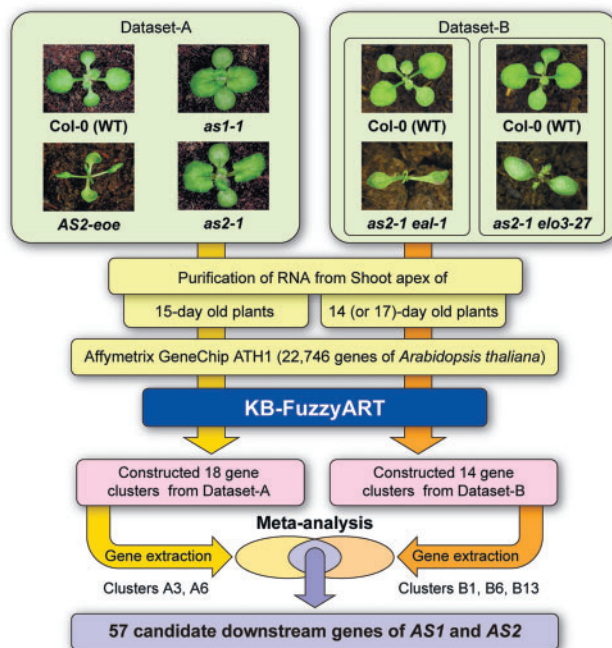 Dataset-A
Dataset-B
Col-0 (WT)
as1-1
Col-0 (WT)
Col-0 (WT)
AS2-eoe
as2-1
as2-1 eal-1
as2-1 elo3-27
Purification of RNA from Shoot apex of
15-day old plants
14 (or 17)-day old plants
Affymetrix GeneChip ATH1 (22,746 genes of Arabidopsis thaliana)
KB-FuzzyART
Constructed 18 gene
clusters from Dataset-A
Constructed 14 gene
clusters from Dataset-B
Meta-analysis
Gene extraction
Gene extraction
Clusters A3, A6
Clusters B1, B6, B13
57 candidate downstream genes of AS1 and AS2